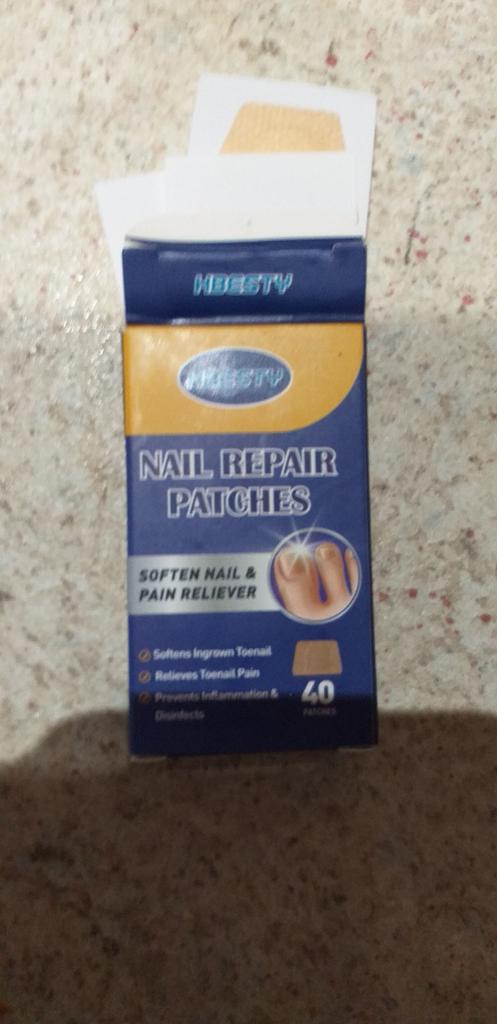 HBESTY
HBESTY
NAIL REPAIR
PATCHES
SOFTEN NAIL &
PAIN RELIEVER
Softens Ingrown Toenail
Relieves Toenail Pain
Prevents Inflammation &
Disinfects
40
PATCHES